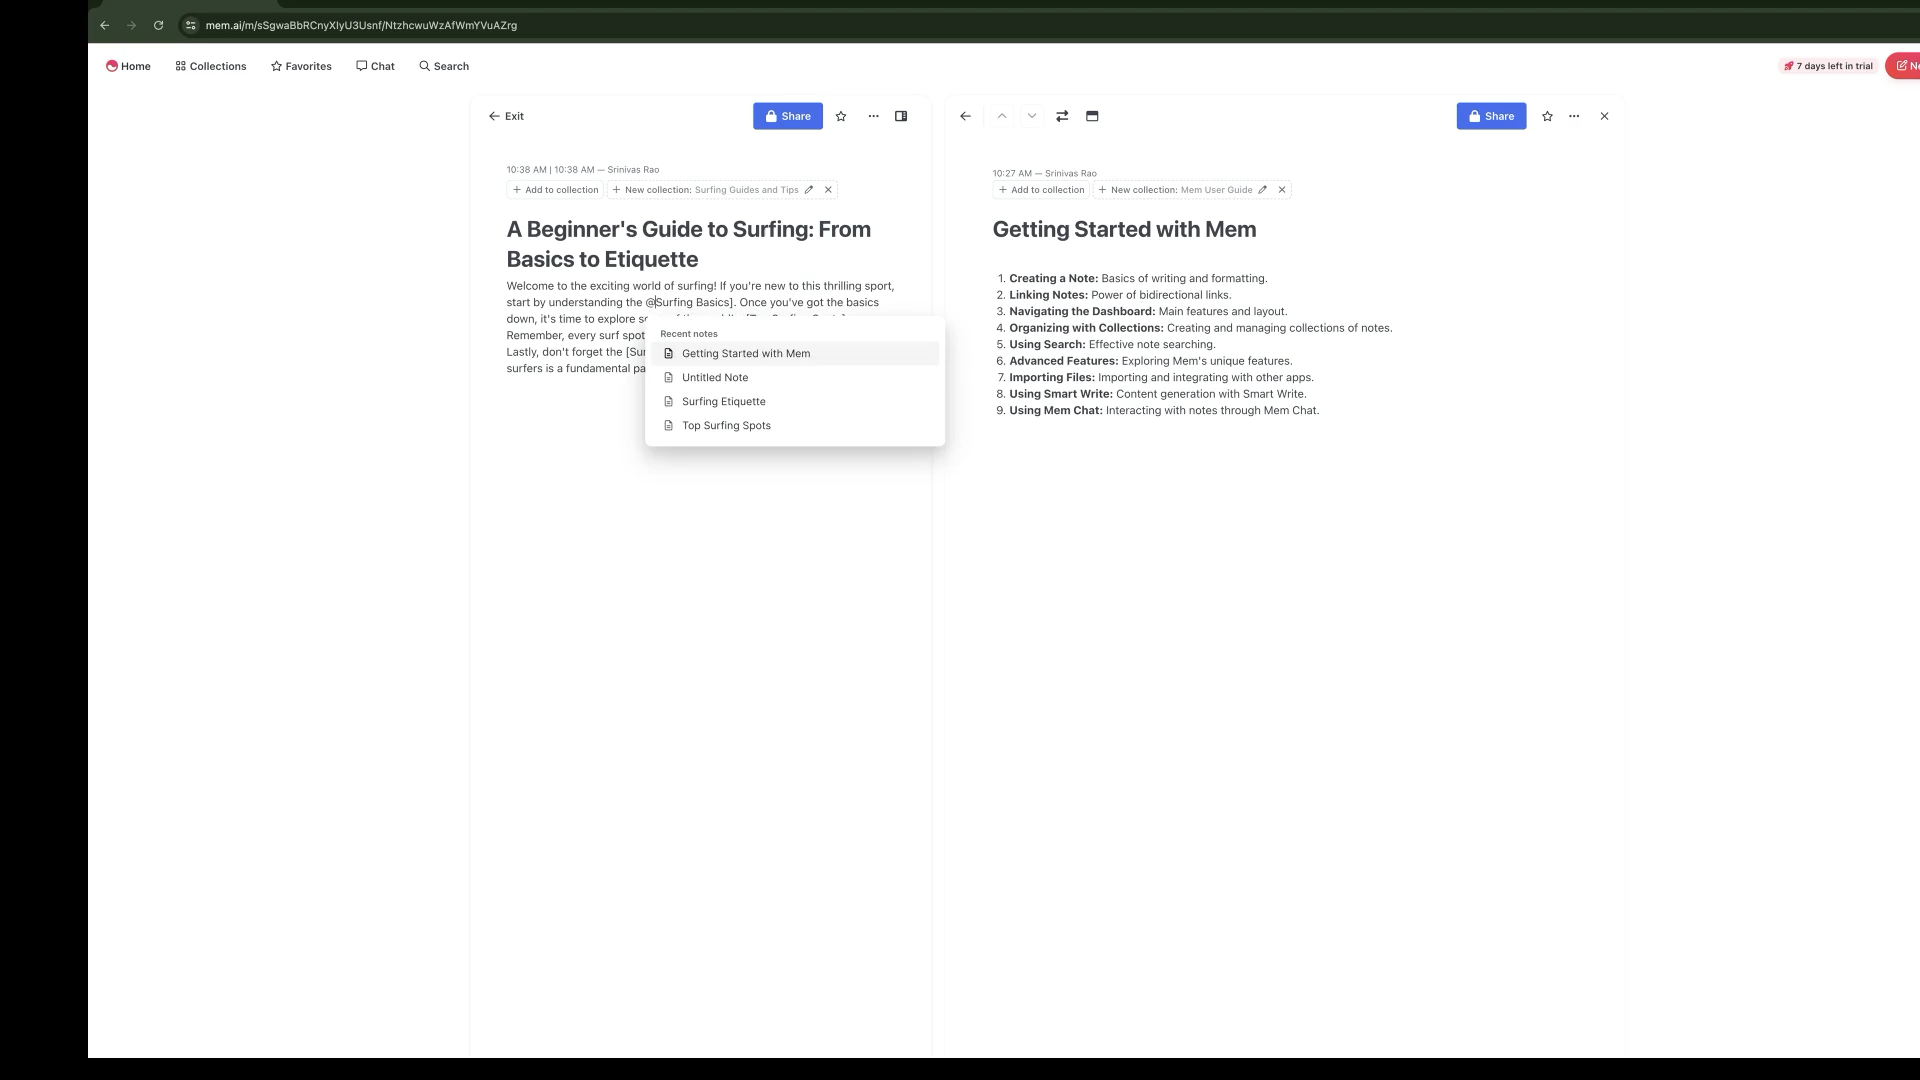 mem.ai/m/sSgwaBbRCnyXIyU3Usnf/NtzhcwuWzAfWmYVuAZrg
Home Collections Favorites Chat Search
7 days left in trial
Exit
Share
10:38 AM | 10:38 AM — Srinivas Rao
+ Add to collection + New collection: Surfing Guides and Tips
A Beginner's Guide to Surfing: From
Basics to Etiquette
Welcome to the exciting world of surfing! If you're new to this thrilling sport,
start by understanding the @Surfing Basics]. Once you've got the basics
down, it's time to explore
Remember, every surf spot
Lastly, don't forget the
surfers is a fundamental
Recent notes
Getting Started with Mem
Untitled Note
Surfing Etiquette
Top Surfing Spots
Share
10:27 AM — Srinivas Rao
+ Add to collection + New collection: Mem User Guide
Getting Started with Mem
1. Creating a Note: Basics of writing and formatting.
2. Linking Notes: Power of bidirectional links.
3. Navigating the Dashboard: Main features and layout.
4. Organizing with Collections: Creating and managing collections of notes.
5. Using Search: Effective note searching.
6. Advanced Features: Exploring Mem's unique features.
7. Importing Files: Importing and integrating with other apps.
8. Using Smart Write: Content generation with Smart Write.
9. Using Mem Chat: Interacting with notes through Mem Chat.